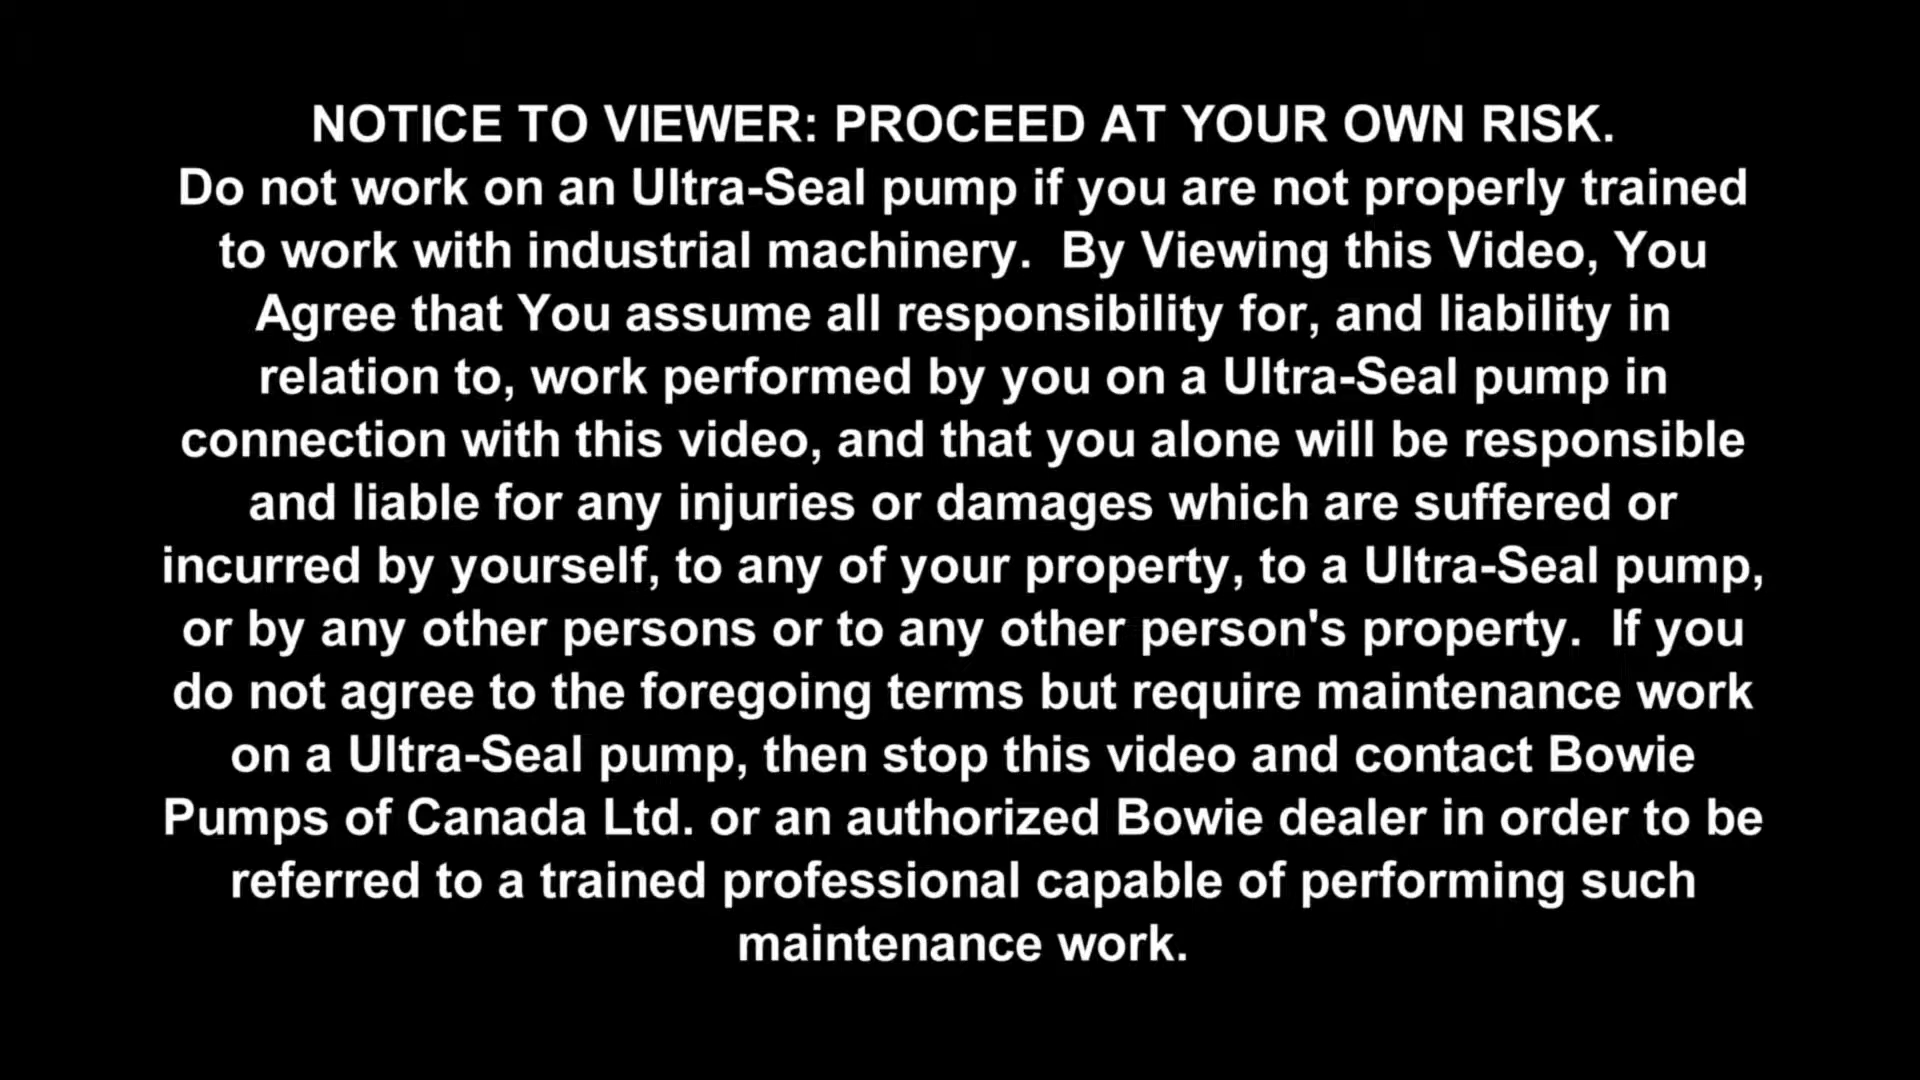 NOTICE TO VIEWER: PROCEED AT YOUR OWN RISK.
Do not work on an Ultra-Seal pump if you are not properly trained
to work with industrial machinery.  By Viewing this Video, You
Agree that You assume all responsibility for, and liability in
relation to, work performed by you on a Ultra-Seal pump in
connection with this video, and that you alone will be responsible
and liable for any injuries or damages which are suffered or
incurred by yourself, to any of your property, to a Ultra-Seal pump,
or by any other persons or to any other person's property.  If you
do not agree to the foregoing terms but require maintenance work
on a Ultra-Seal pump, then stop this video and contact Bowie
Pumps of Canada Ltd. or an authorized Bowie dealer in order to be
referred to a trained professional capable of performing such
maintenance work.